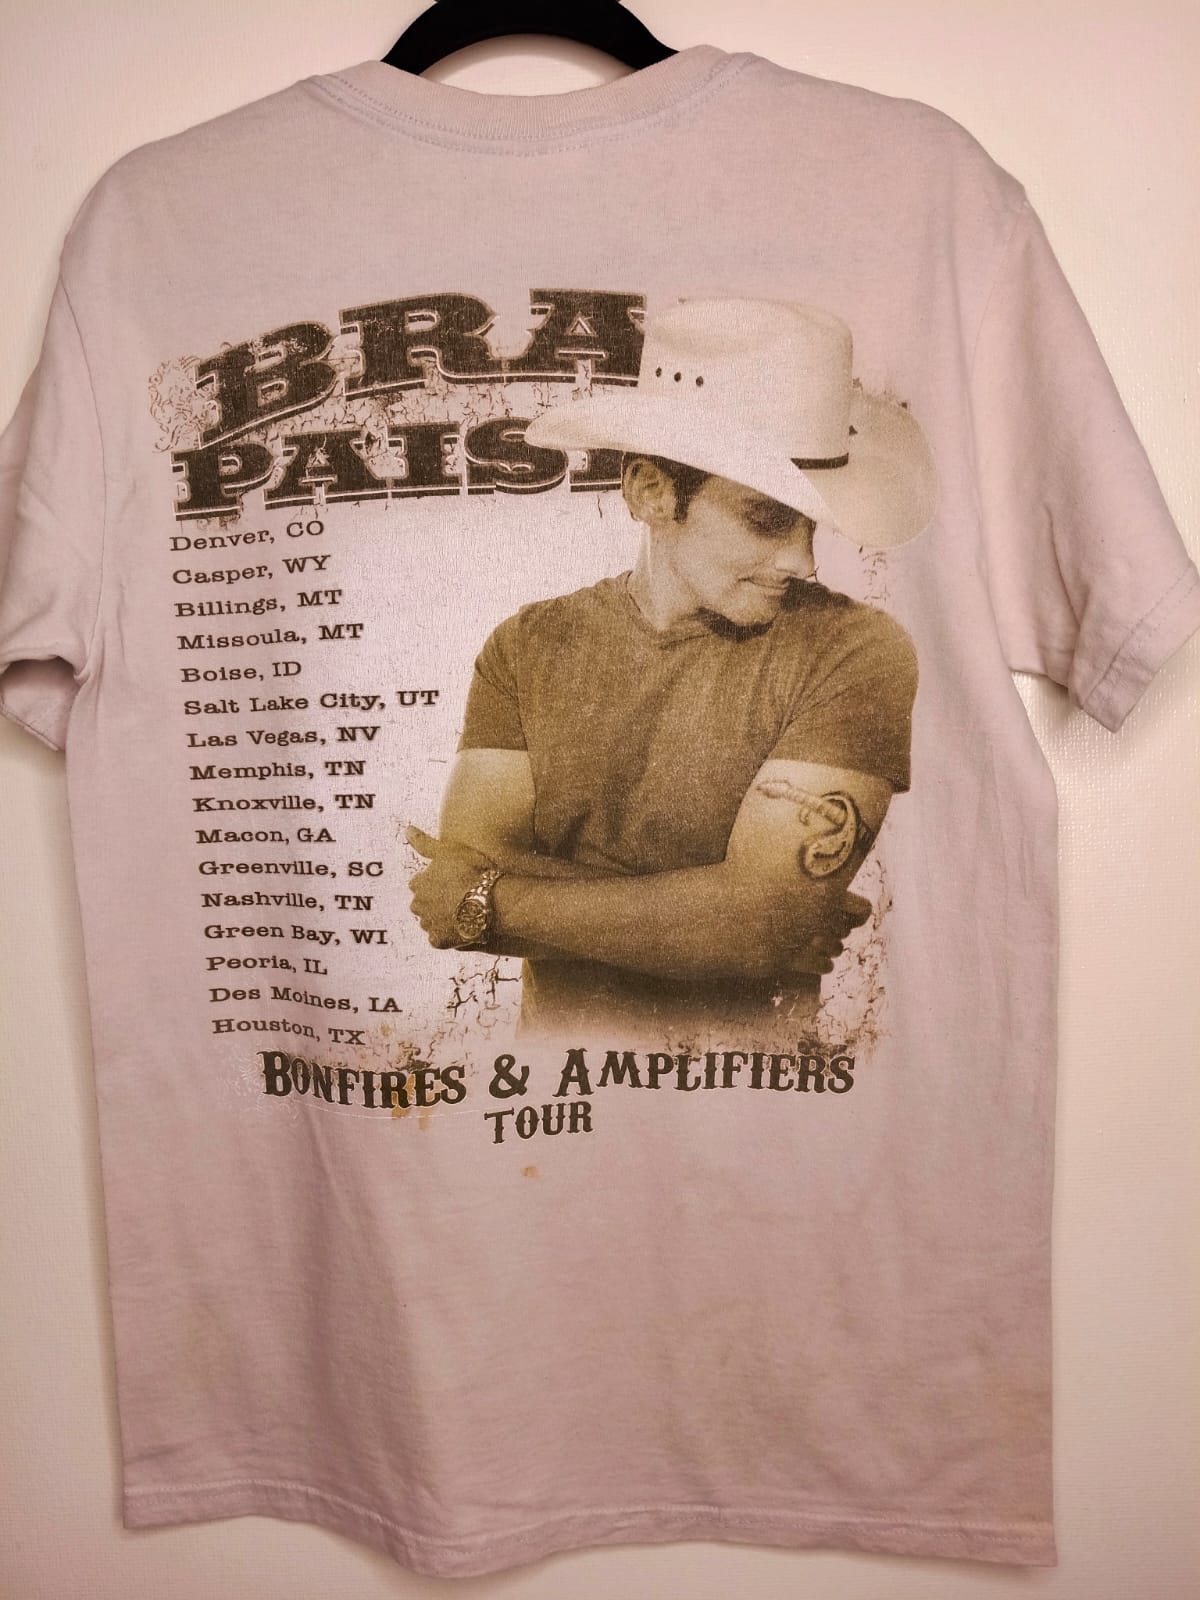 BRA
PAIS
Denver, CO
Casper, WY
Billings, MT
Missoula, MT
Boise, ID
Salt Lake City, UT
Las Vegas, NV
Memphis, TN
Knoxville, TN
Macon, GA
Greenville, SC
Nashville, TN
Green Bay, WI
Peoria, IL
Des Moines, IA
Houston, TX
BONFIRES & AMPLIFIERS
TOUR